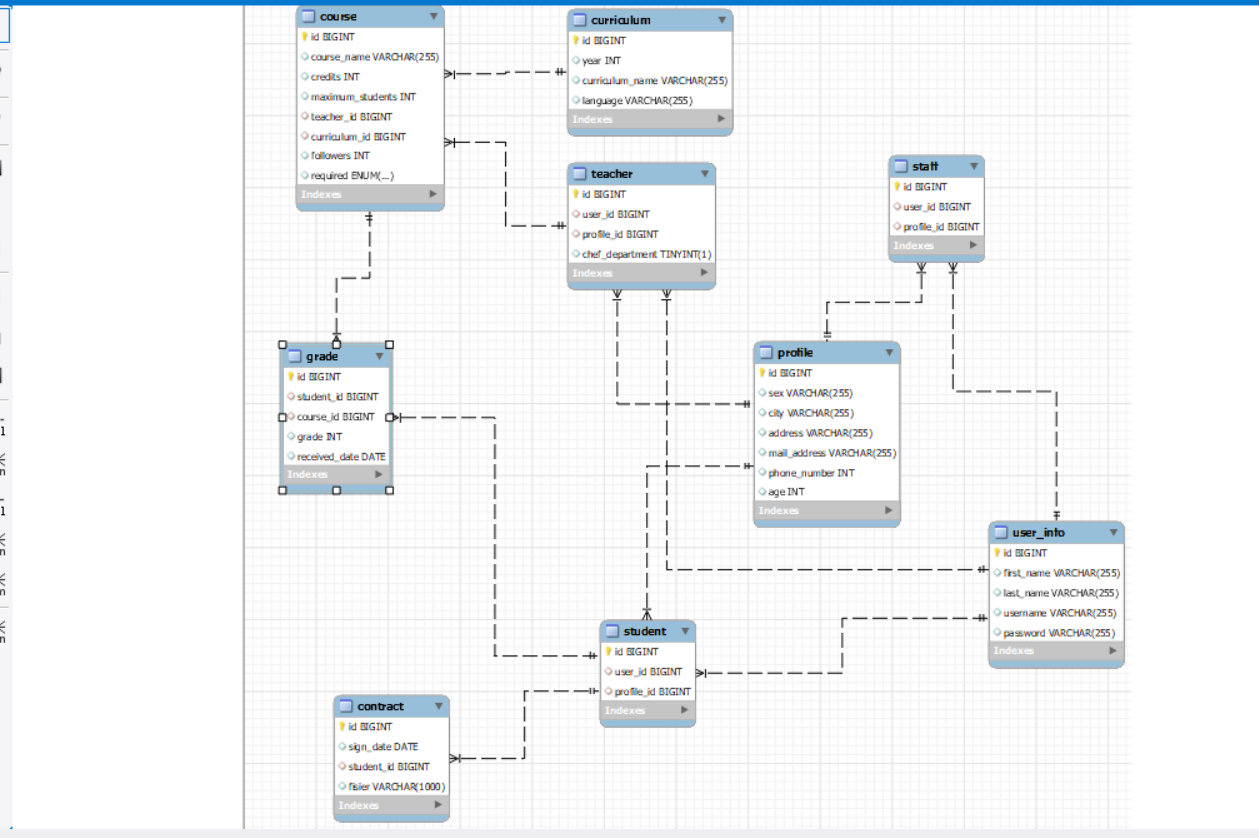 course
id BIGINT
course_name VARCHAR(255)
credits INT
maximum_students INT
teacher_id BIGINT
curriculum_id BIGINT
followers INT
required ENUM(...)
Indexes
curriculum
id BIGINT
year INT
curriculum_name VARCHAR(255)
language VARCHAR(255)
Indexes
teacher
id BIGINT
user_id BIGINT
profile_id BIGINT
chef_department TINYINT(1)
Indexes
staff
id BIGINT
user_id BIGINT
profile_id BIGINT
Indexes
grade
id BIGINT
student_id BIGINT
course_id BIGINT
grade INT
received_date DATE
Indexes
profile
id BIGINT
sex VARCHAR(255)
city VARCHAR(255)
address VARCHAR(255)
mail_address VARCHAR(255)
phone_number INT
age INT
Indexes
user_info
id BIGINT
first_name VARCHAR(255)
last_name VARCHAR(255)
username VARCHAR(255)
password VARCHAR(255)
Indexes
student
id BIGINT
user_id BIGINT
profile_id BIGINT
Indexes
contract
id BIGINT
sign_date DATE
student_id BIGINT
fisier VARCHAR(1000)
Indexes